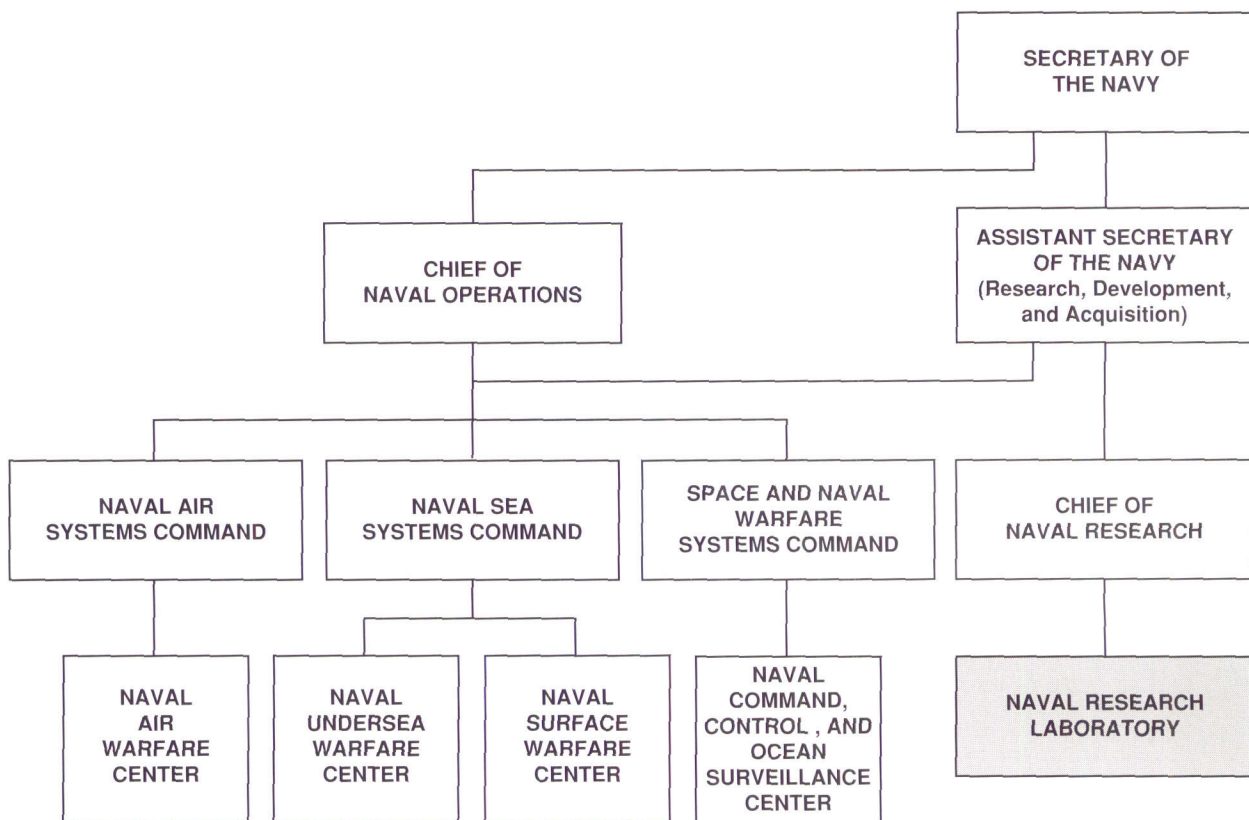 SECRETARY OF
THE NAVY
CHIEF OF
NAVAL OPERATIONS
ASSISTANT SECRETARY
OF THE NAVY
(Research, Development,
and Acquisition)
NAVAL AIR
SYSTEMS COMMAND
NAVAL SEA
SYSTEMS COMMAND
SPACE AND NAVAL
WARFARE
SYSTEMS COMMAND
CHIEF OF
NAVAL RESEARCH
NAVAL
AIR
WARFARE
CENTER
NAVAL
UNDERSEA
WARFARE
CENTER
NAVAL
SURFACE
WARFARE
CENTER
NAVAL
COMMAND,
CONTROL , AND
OCEAN
SURVEILLANCE
CENTER
NAVAL RESEARCH
LABORATORY